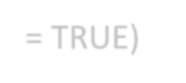 = TRUE)